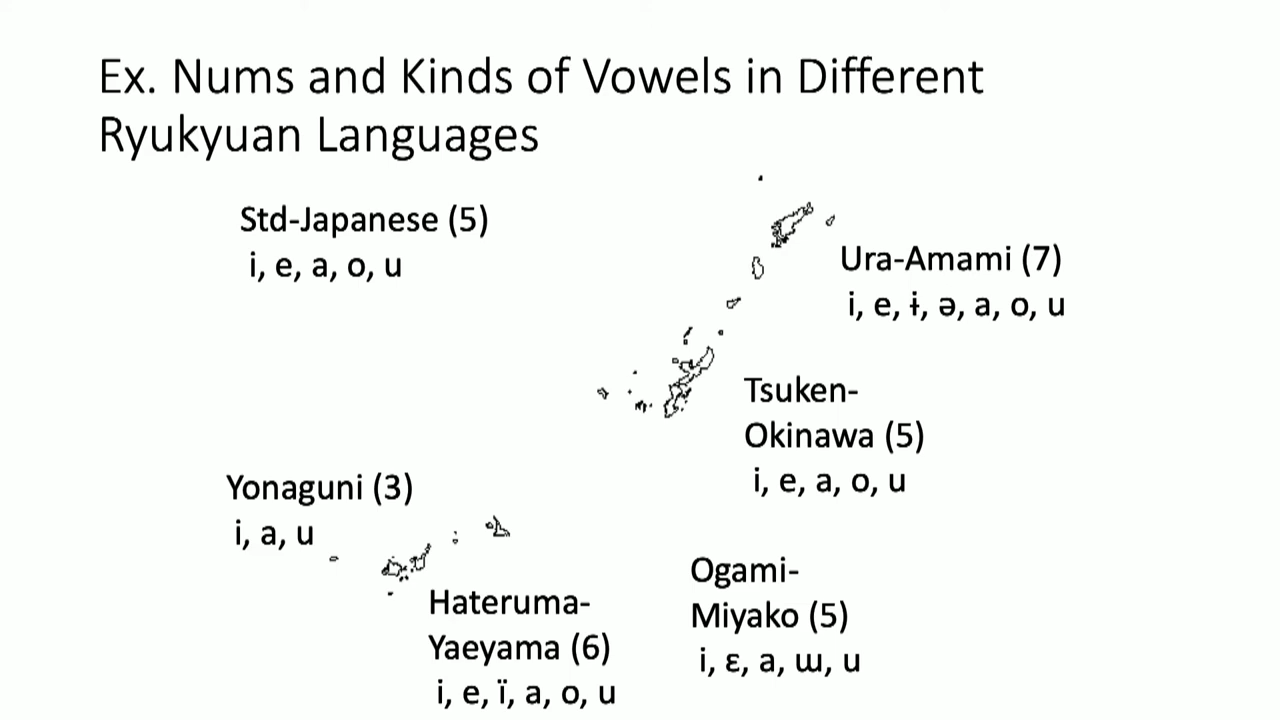 Ex. Nums and Kinds of Vowels in Different
Ryukyuan Languages
Std-Japanese (5)
i, e, a, o, u
Ura-Amami (7)
i, e, ɨ, ə, a, o, u
Tsuken-
Okinawa (5)
i, e, a, o, u
Yonaguni (3)
i, a, u
Hateruma-
Yaeyama (6)
i, e, ï, a, o, u
Ogami-
Miyako (5)
i, ɛ, a, ɯ, u